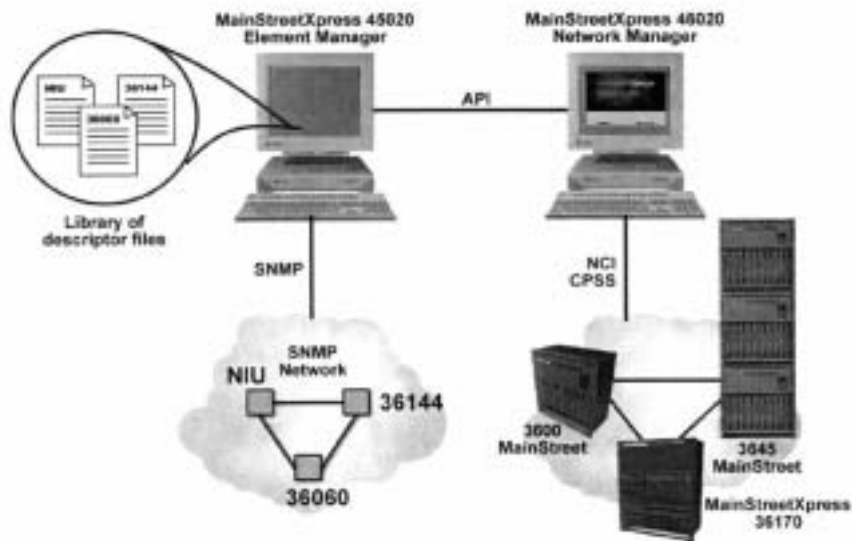 MainStreetXpress 45020
Element Manager
MainStreetXpress 46020
Network Manager
NIU
36144
36060
API
Library of
descriptor files
SNMP
NCI
CPSS
SNMP
Network
NIU
36144
36060
3600
MainStreet
3645
MainStreet
MainStreetXpress
36170